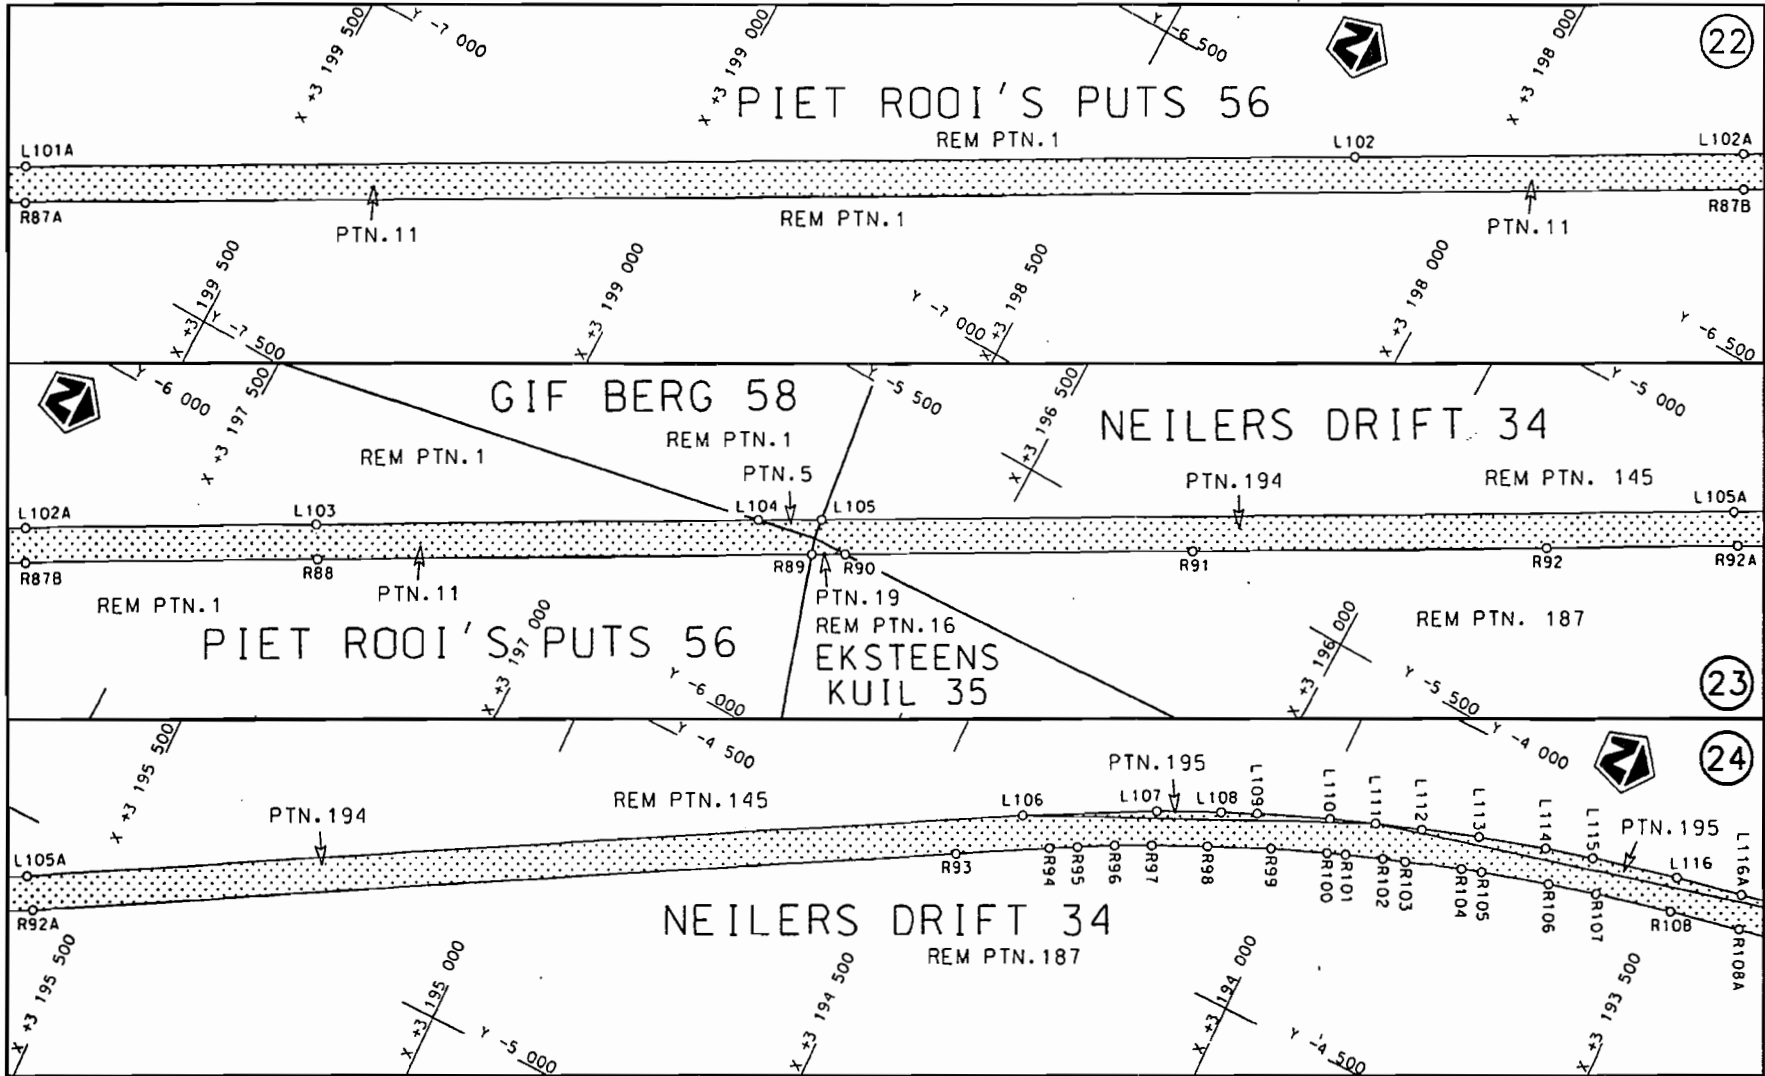 X +3 199 500
Y -7 000
X +3 199 000
Y -6 500
N
X +3 198 000
22
PIET ROOI'S PUTS 56
REM PTN.1
L101A
L102
L102A
R87A
PTN.11
REM PTN.1
PTN.11
R87B
X +3 199 500
Y -7 500
X +3 199 000
Y -7 000
X +3 198 500
X +3 198 000
Y -6 500
N
Y -6 000
X +3 197 500
GIF BERG 58
Y -5 500
X +3 196 500
NEILERS DRIFT 34
Y -5 000
REM PTN.1
REM PTN.1
PTN.5
PTN.194
REM PTN. 145
L102A
L103
L104
L105
L105A
R87B
R88
R89
R90
R91
R92
R92A
REM PTN.1
PTN.11
PTN.19
REM PTN.16
EKSTEENS
KUIL 35
REM PTN. 187
PIET ROOI'S PUTS 56
X +3 197 000
Y -6 000
X +3 196 000
Y -5 500
23
X +3 195 500
Y -4 500
Y -4 000
N
24
PTN.194
REM PTN.145
PTN.195
PTN.195
L105A
L106
L107
L108
L109
L110
L111
L112
L113
L114
L115
L116
L116A
R92A
R93
R94
R95
R96
R97
R98
R99
R100
R101
R102
R103
R104
R105
R106
R107
R108
R108A
NEILERS DRIFT 34
REM PTN.187
X +3 195 500
X +3 195 000
Y -5 000
X +3 194 500
X +3 194 000
Y -4 500
X +3 193 500